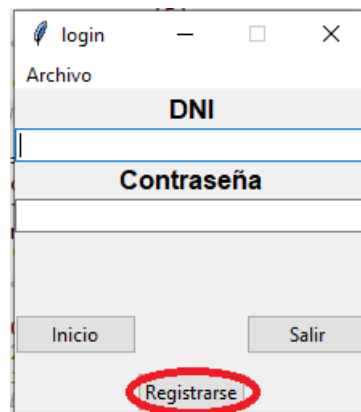 login
Archivo
DNI
Contraseña
Inicio Salir
Registrarse